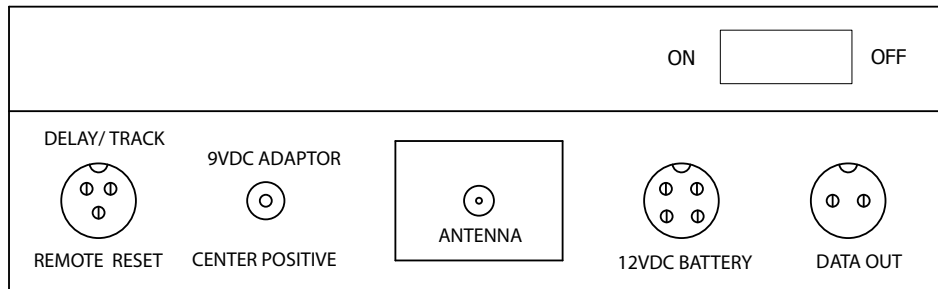 ON
OFF
DELAY/ TRACK
9VDC ADAPTOR
ANTENNA
REMOTE RESET
CENTER POSITIVE
12VDC BATTERY
DATA OUT